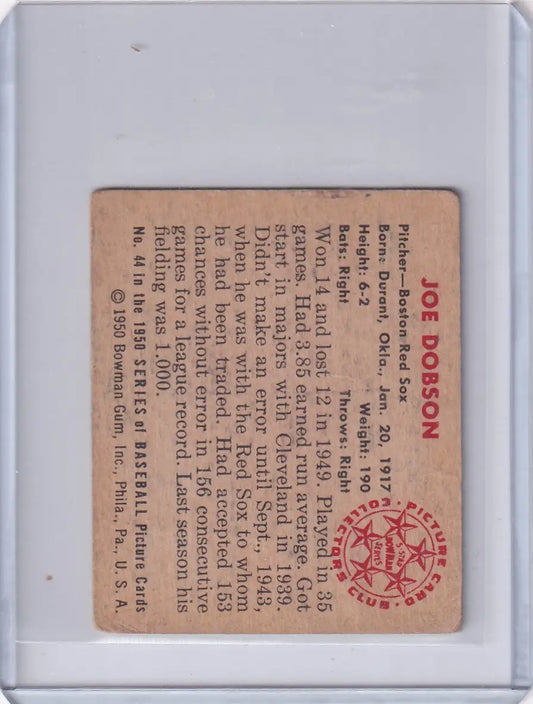 JOE DOBSON
Pitcher—Boston Red Sox
Born: Durant, Okla., Jan. 20, 1917
Height: 6-2 Weight: 190
Bats: Right Throws: Right
PICTURE CARD
COLLECTORS CLUB
5-STAR
BOWMAN
SERIES
Won 14 and lost 12 in 1949. Played in 35
games. Had 3.85 earned run average. Got
start in majors with Cleveland in 1939.
Didn't make an error until Sept., 1943,
when he was with the Red Sox to whom
he had been traded. Had accepted 153
chances without error in 156 consecutive
games for a league record. Last season his
fielding was 1.000.
No. 44 in the 1950 SERIES of BASEBALL Picture Cards
© 1950 Bowman Gum, Inc., Phila., Pa., U. S. A.